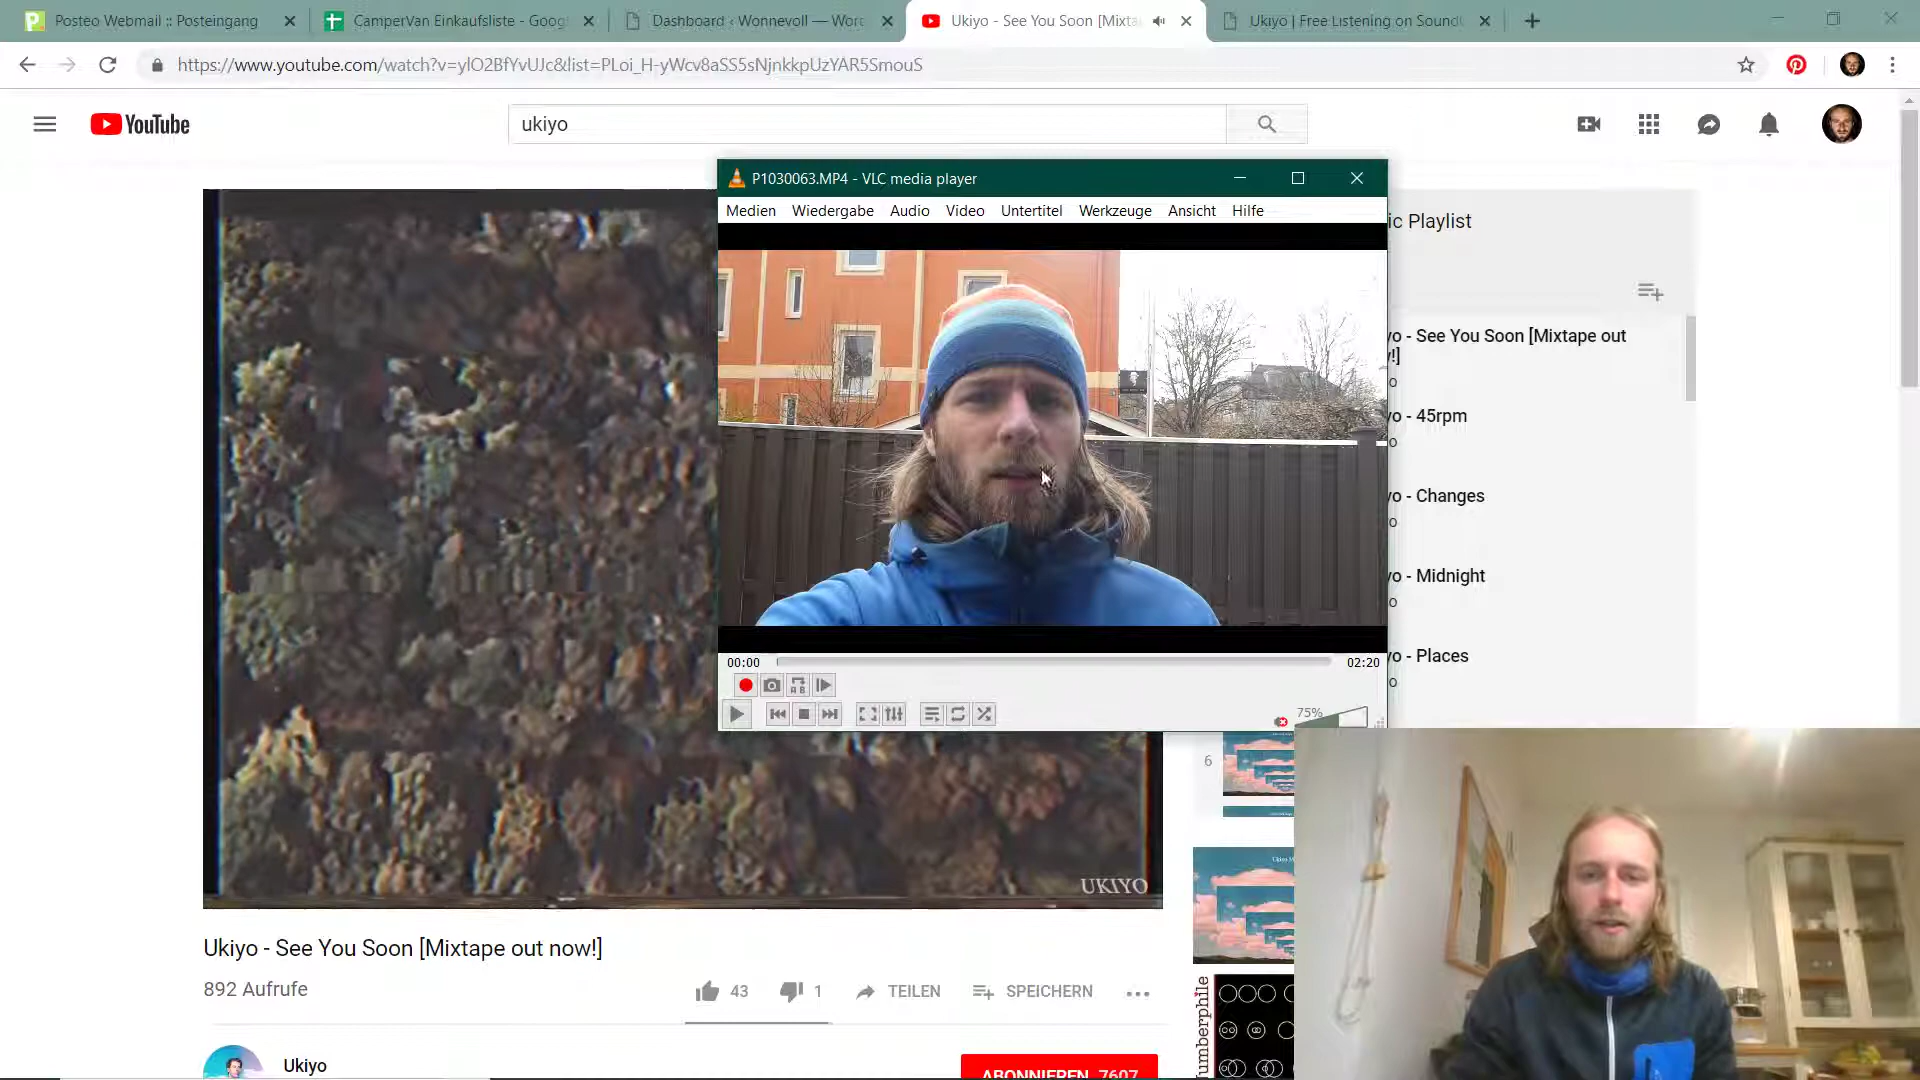 Posteo Webmail :: Posteingang
CamperVan Einkaufsliste - Goog
Dashboard ‹ Wonnevoll — Wor
Ukiyo - See You Soon [Mixta
Ukiyo | Free Listening on Sound
https://www.youtube.com/watch?v=ylO2BfYvUJc&list=PLoi_H-yWcv8aSS5sNjnkkpUzYAR5SmouS
YouTube
ukiyo
P1030063.MP4 - VLC media player
Medien Wiedergabe Audio Video Untertitel Werkzeuge Ansicht Hilfe
ic Playlist
yo - See You Soon [Mixtape out
w!]
o
yo - 45rpm
o
yo - Changes
o
yo - Midnight
o
yo - Places
o
00:00
02:20
75%
6
UKIYO
Ukiyo - See You Soon [Mixtape out now!]
892 Aufrufe
43
1
TEILEN
SPEICHERN
umberphile
Ukiyo
ABONNIEREN 7607